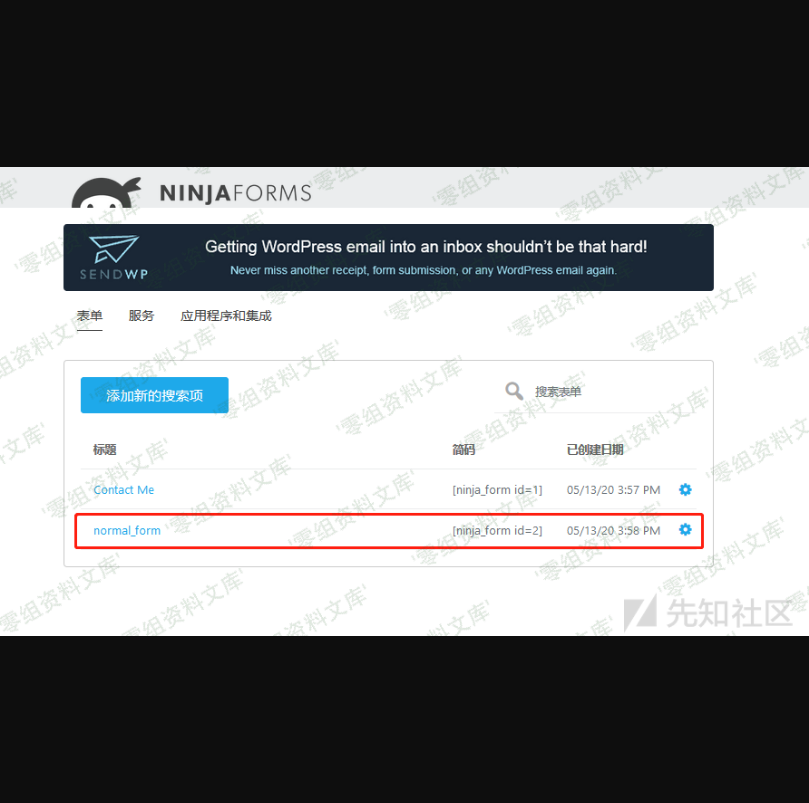 NINJAFORMS
SENDWP
Getting WordPress email into an inbox shouldn't be that hard!
Never miss another receipt, form submission, or any WordPress email again.
表单 服务 应用程序和集成
添加新的搜索项 搜索表单
标题 简码 已创建日期
Contact Me [ninja_form id=1] 05/13/20 3:57 PM
normal_form [ninja_form id=2] 05/13/20 3:58 PM
'零组资料文库'
先知社区